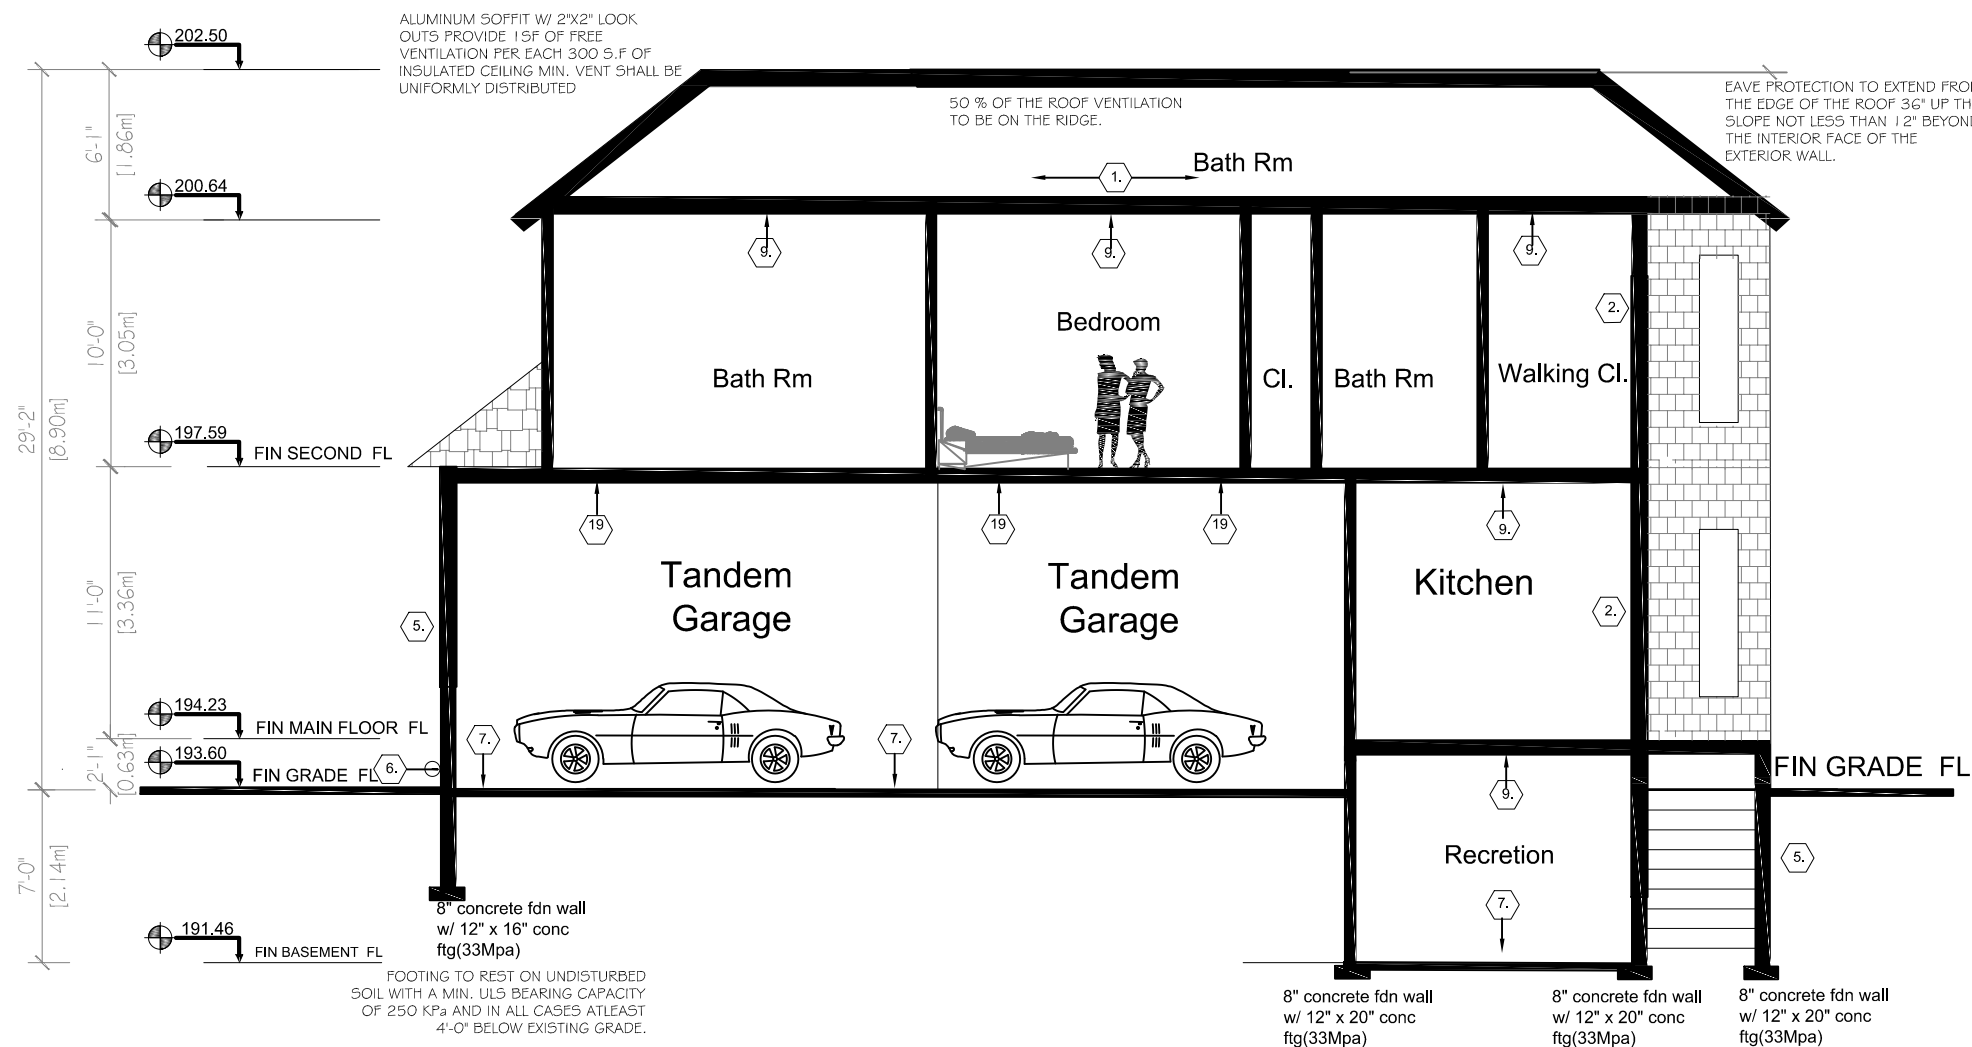 202.50
ALUMINUM SOFFIT W/ 2"X2" LOOK
OUTS PROVIDE 1SF OF FREE
VENTILATION PER EACH 300 S.F OF
INSULATED CEILING MIN. VENT SHALL BE
UNIFORMLY DISTRIBUTED
50 % OF THE ROOF VENTILATION
TO BE ON THE RIDGE.
EAVE PROTECTION TO EXTEND FROM
THE EDGE OF THE ROOF 36" UP TH
SLOPE NOT LESS THAN 12" BEYOND
THE INTERIOR FACE OF THE
EXTERIOR WALL.
6'-1"
[1.86m]
Bath Rm
1.
200.64
9.
9.
9.
2.
10'-0"
[3.05m]
Bedroom
Bath Rm
Cl.
Bath Rm
Walking Cl.
29'-2"
[8.90m]
197.59
FIN SECOND FL
19
19
19
9.
11'-0"
[3.36m]
Tandem
Garage
Tandem
Garage
Kitchen
5.
2.
194.23
FIN MAIN FLOOR FL
2'-1"
[0.63m]
193.60
FIN GRADE FL
6.
7.
7.
FIN GRADE FL
9.
Recretion
5.
7'-0"
[2.14m]
7.
191.46
FIN BASEMENT FL
8" concrete fdn wall
w/ 12" x 16" conc
ftg(33Mpa)
FOOTING TO REST ON UNDISTURBED
SOIL WITH A MIN. ULS BEARING CAPACITY
OF 250 KPa AND IN ALL CASES ATLEAST
4'-0" BELOW EXISTING GRADE.
8" concrete fdn wall
w/ 12" x 20" conc
ftg(33Mpa)
8" concrete fdn wall
w/ 12" x 20" conc
ftg(33Mpa)
8" concrete fdn wall
w/ 12" x 20" conc
ftg(33Mpa)